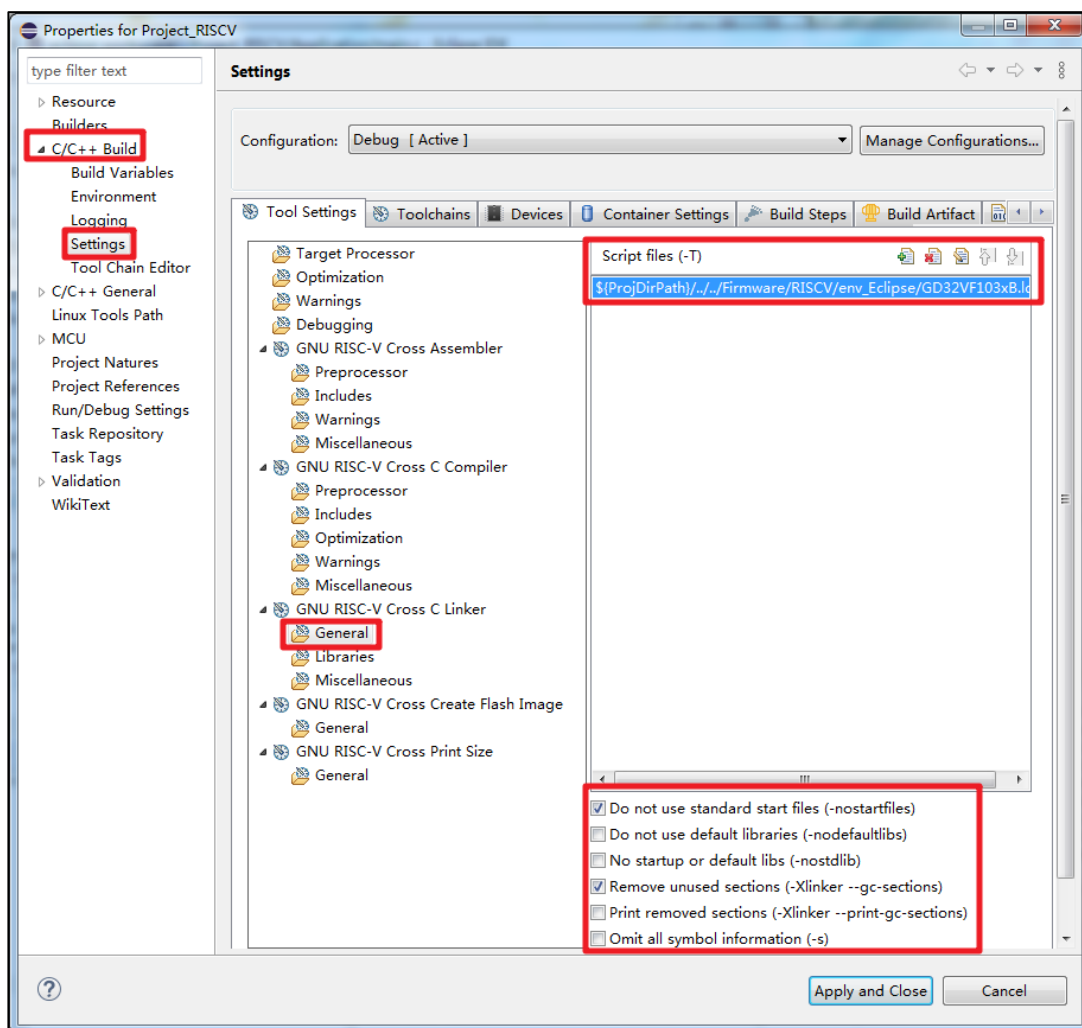 Properties for Project_RISCV
type filter text
Settings
Resource
Builders
C/C++ Build
Build Variables
Environment
Logging
Settings
Tool Chain Editor
C/C++ General
Linux Tools Path
MCU
Project Natures
Project References
Run/Debug Settings
Task Repository
Task Tags
Validation
WikiText
Configuration: Debug [ Active ] Manage Configurations...
Tool Settings Toolchains Devices Container Settings Build Steps Build Artifact
Target Processor
Optimization
Warnings
Debugging
GNU RISC-V Cross Assembler
Preprocessor
Includes
Warnings
Miscellaneous
GNU RISC-V Cross C Compiler
Preprocessor
Includes
Optimization
Warnings
Miscellaneous
GNU RISC-V Cross C Linker
General
Libraries
Miscellaneous
GNU RISC-V Cross Create Flash Image
General
GNU RISC-V Cross Print Size
General
Script files (-T)
${ProjDirPath}/../../Firmware/RISCV/env_Eclipse/GD32VF103xB.lc
Do not use standard start files (-nostartfiles)
Do not use default libraries (-nodefaultlibs)
No startup or default libs (-nostdlib)
Remove unused sections (-Xlinker --gc-sections)
Print removed sections (-Xlinker --print-gc-sections)
Omit all symbol information (-s)
Apply and Close Cancel